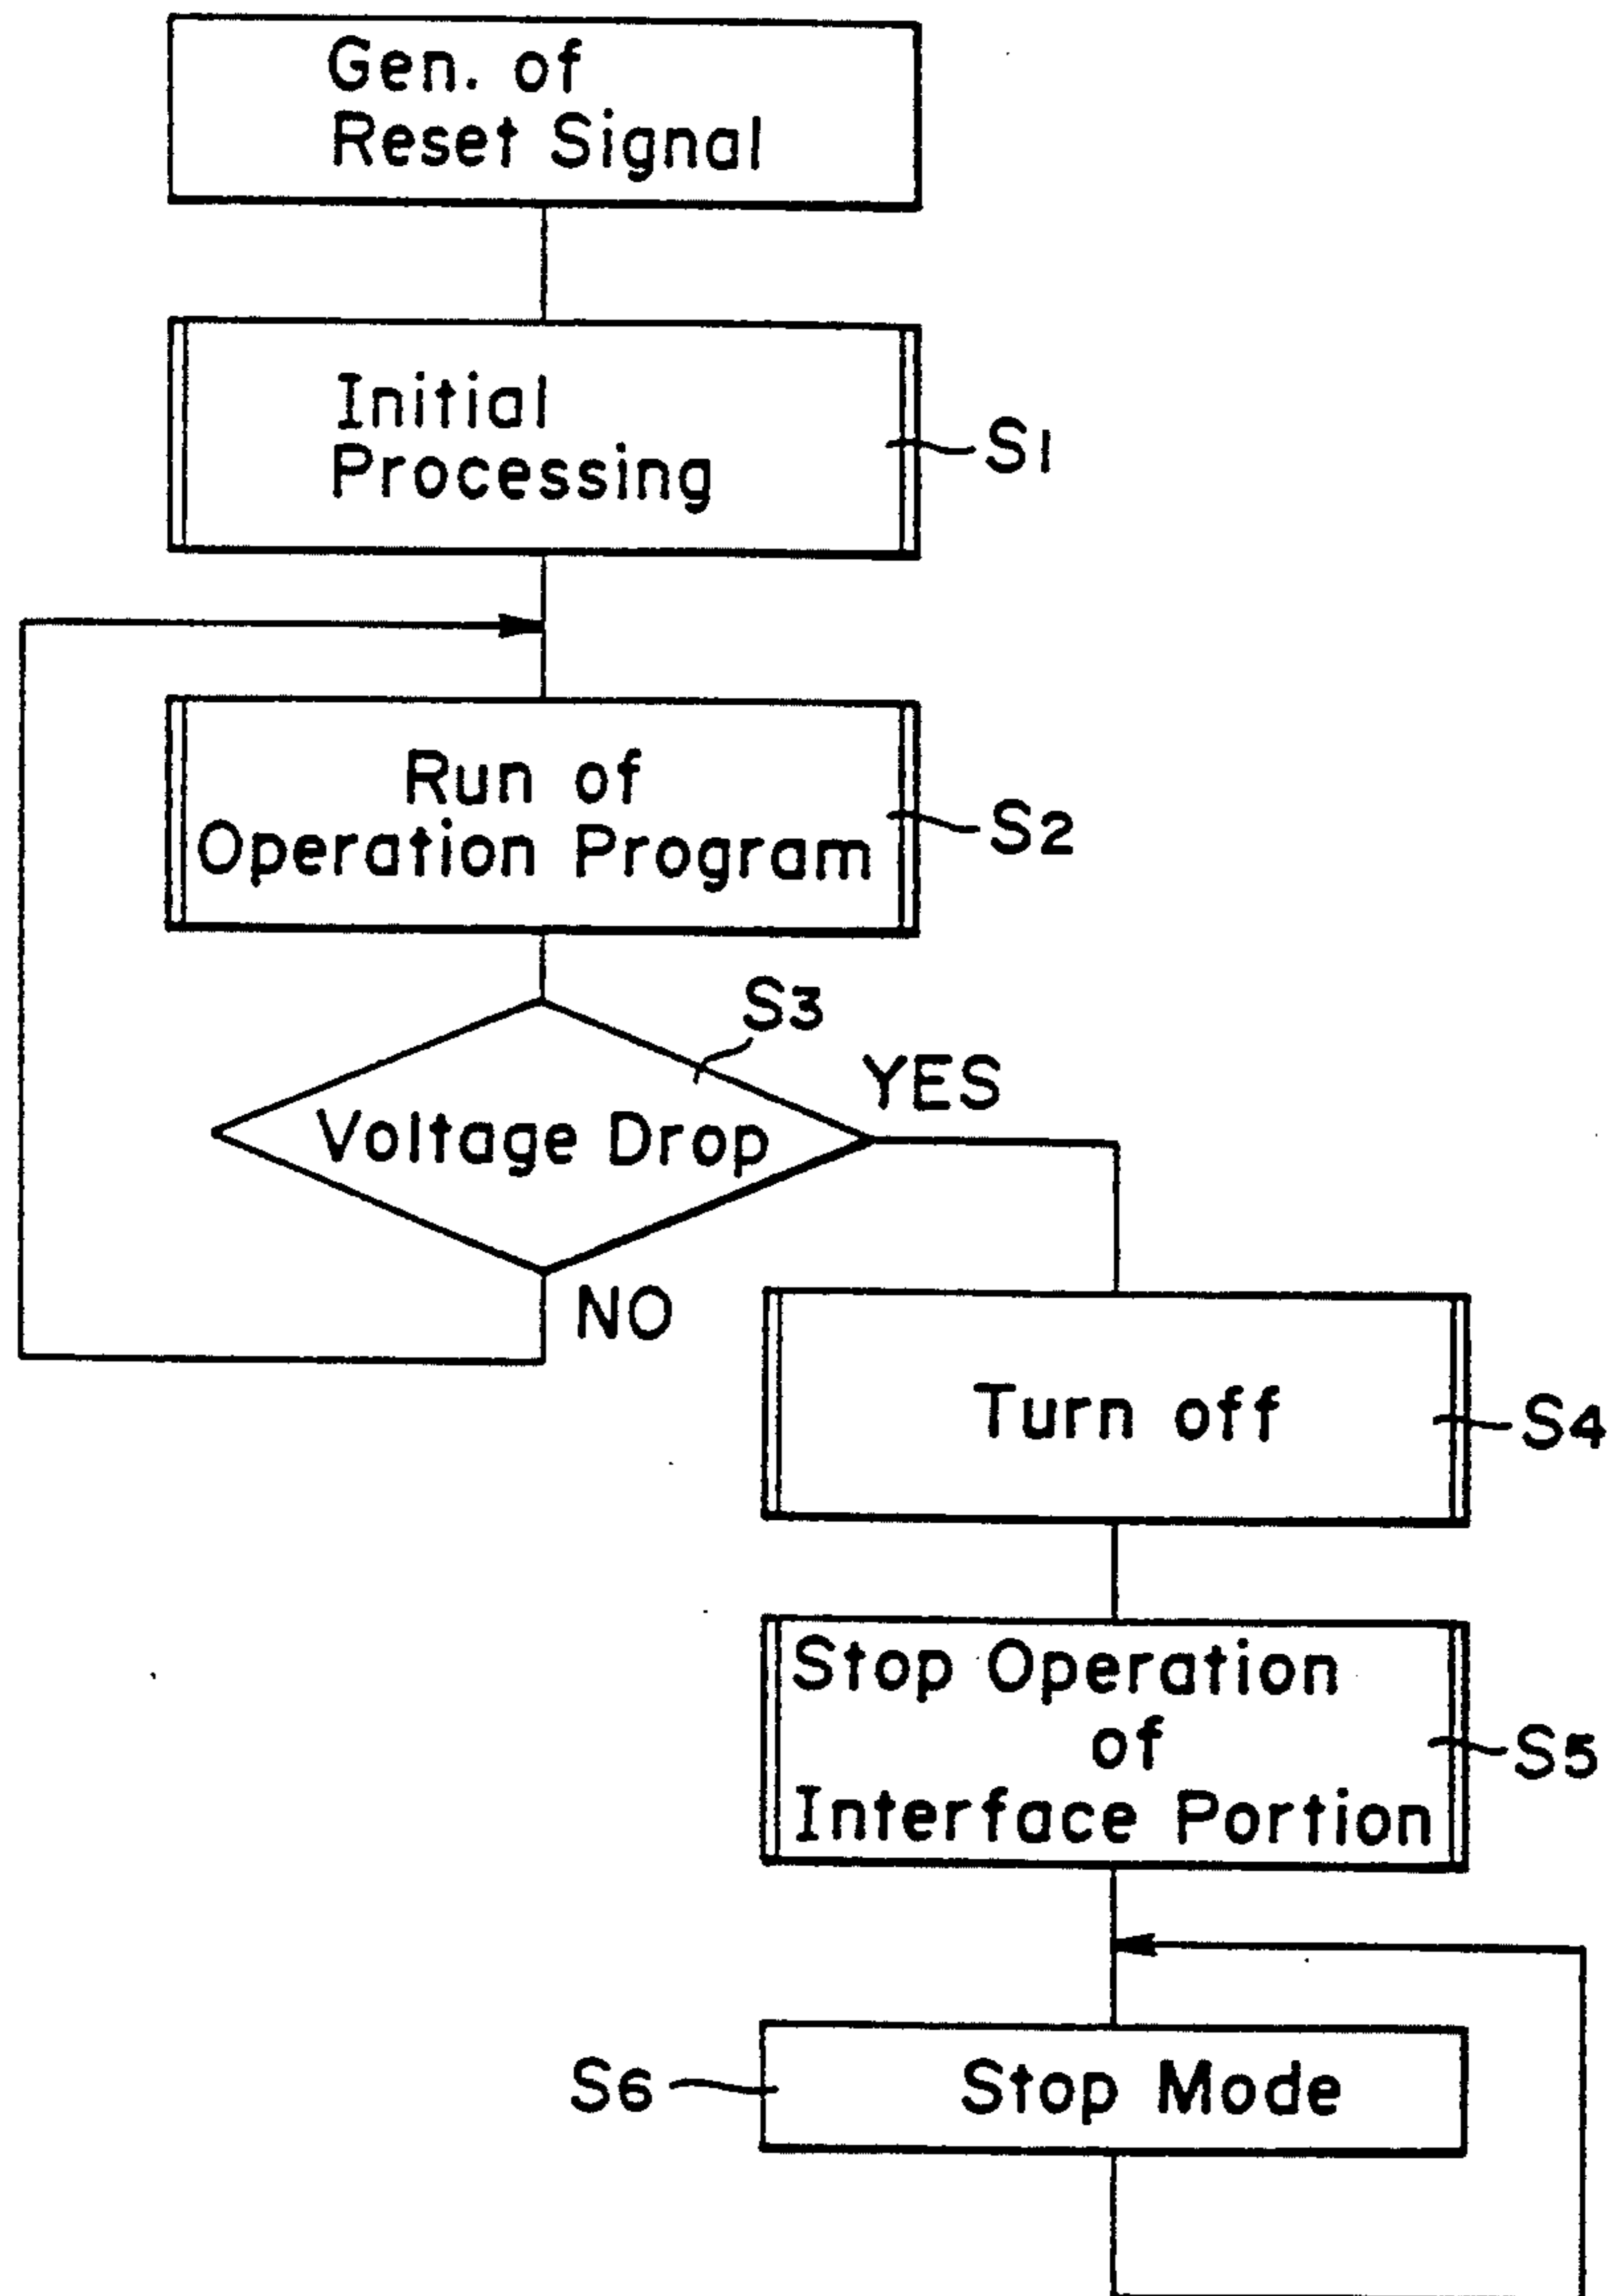 Gen. of
Reset Signal
Initial
Processing
S1
Run of
Operation Program
S2
S3
YES
Voltage Drop
NO
Turn off
S4
Stop Operation
of
Interface Portion
S5
S6
Stop Mode